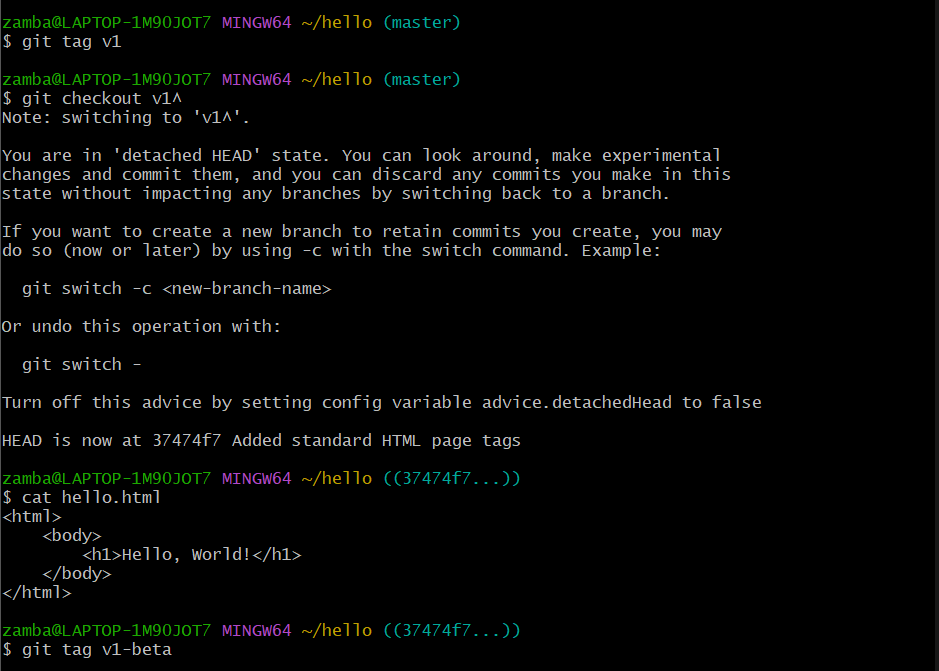 zamba@LAPTOP-1M90JOT7 MINGW64 ~/hello (master)
$ git tag v1
zamba@LAPTOP-1M90JOT7 MINGW64 ~/hello (master)
$ git checkout v1^
Note: switching to 'v1^'.
You are in 'detached HEAD' state. You can look around, make experimental
changes and commit them, and you can discard any commits you make in this
state without impacting any branches by switching back to a branch.
If you want to create a new branch to retain commits you create, you may
do so (now or later) by using -c with the switch command. Example:
  git switch -c <new-branch-name>
Or undo this operation with:
  git switch -
Turn off this advice by setting config variable advice.detachedHead to false
HEAD is now at 37474f7 Added standard HTML page tags
zamba@LAPTOP-1M90JOT7 MINGW64 ~/hello ((37474f7...))
$ cat hello.html
<html>
    <body>
        <h1>Hello, World!</h1>
    </body>
</html>
zamba@LAPTOP-1M90JOT7 MINGW64 ~/hello ((37474f7...))
$ git tag v1-beta